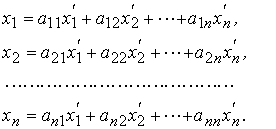 x₁ = a₁₁x₁′ + a₁₂x₂′ + ⋯ + a₁ₙxₙ′,
x₂ = a₂₁x₁′ + a₂₂x₂′ + ⋯ + a₂ₙxₙ′,
.......................................
xₙ = aₙ₁x₁′ + aₙ₂x₂′ + ⋯ + aₙₙxₙ′.